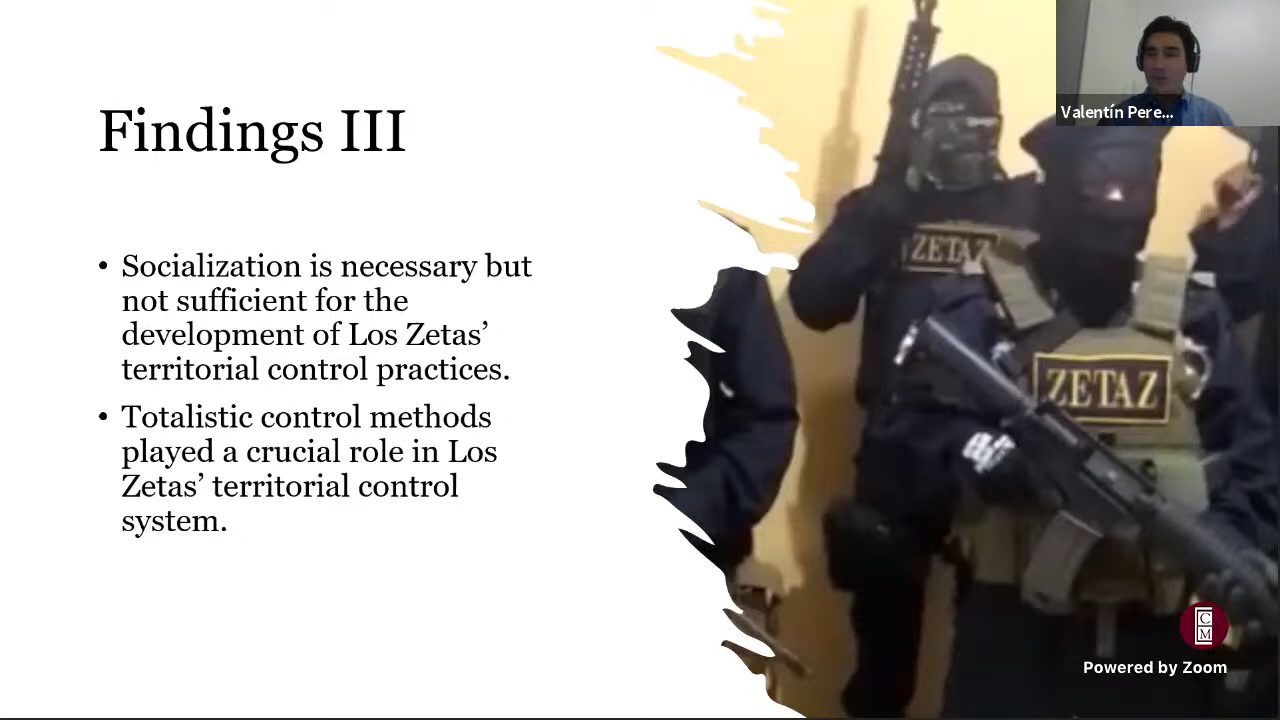 Findings III
• Socialization is necessary but
not sufficient for the
development of Los Zetas’
territorial control practices.
• Totalistic control methods
played a crucial role in Los
Zetas’ territorial control
system.
Valentín Pere...
ZETAZ
ZETAZ
C
M
Powered by Zoom